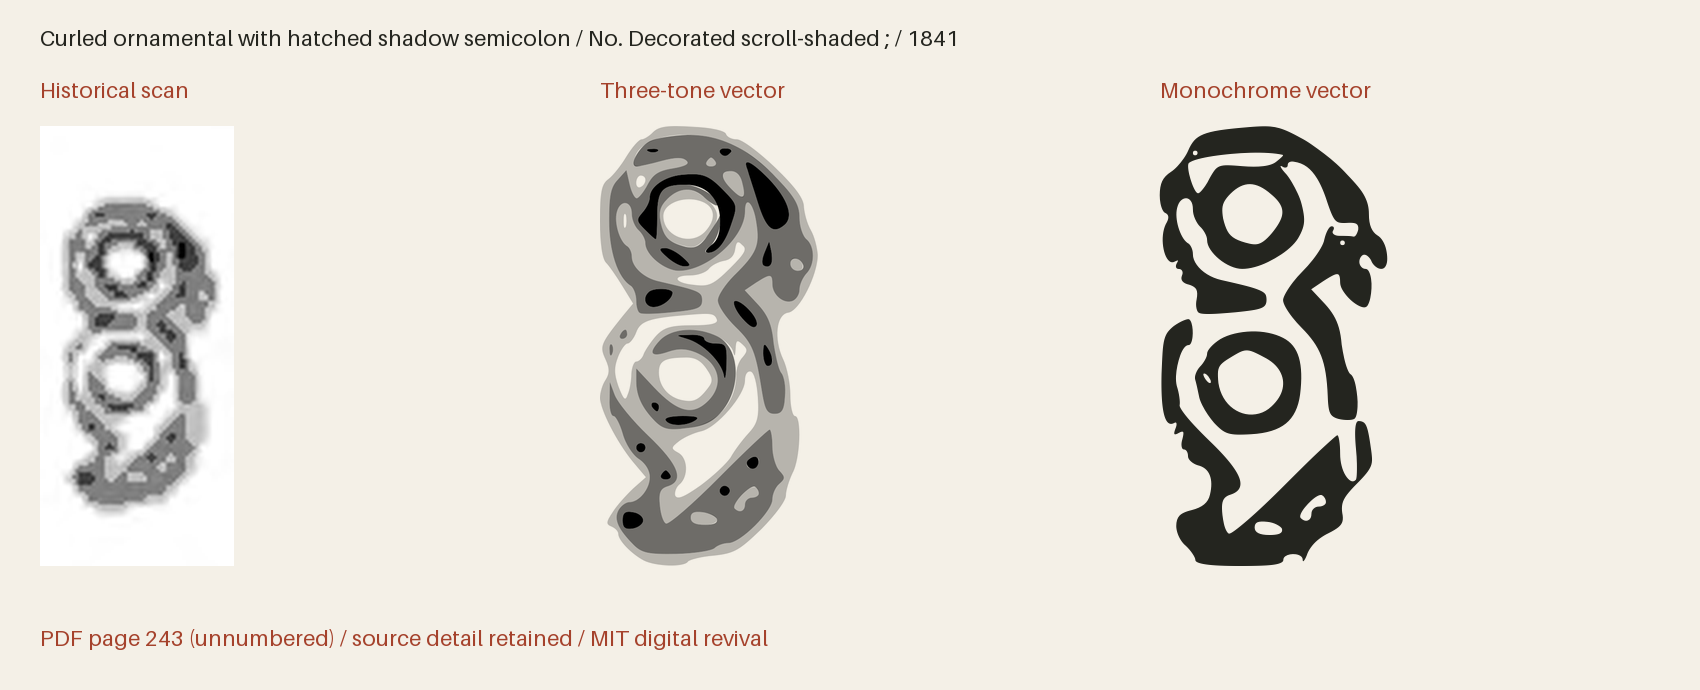 Curled ornamental with hatched shadow semicolon / No. Decorated scroll-shaded ; / 1841
Historical scan
Three-tone vector
Monochrome vector
PDF page 243 (unnumbered) / source detail retained / MIT digital revival